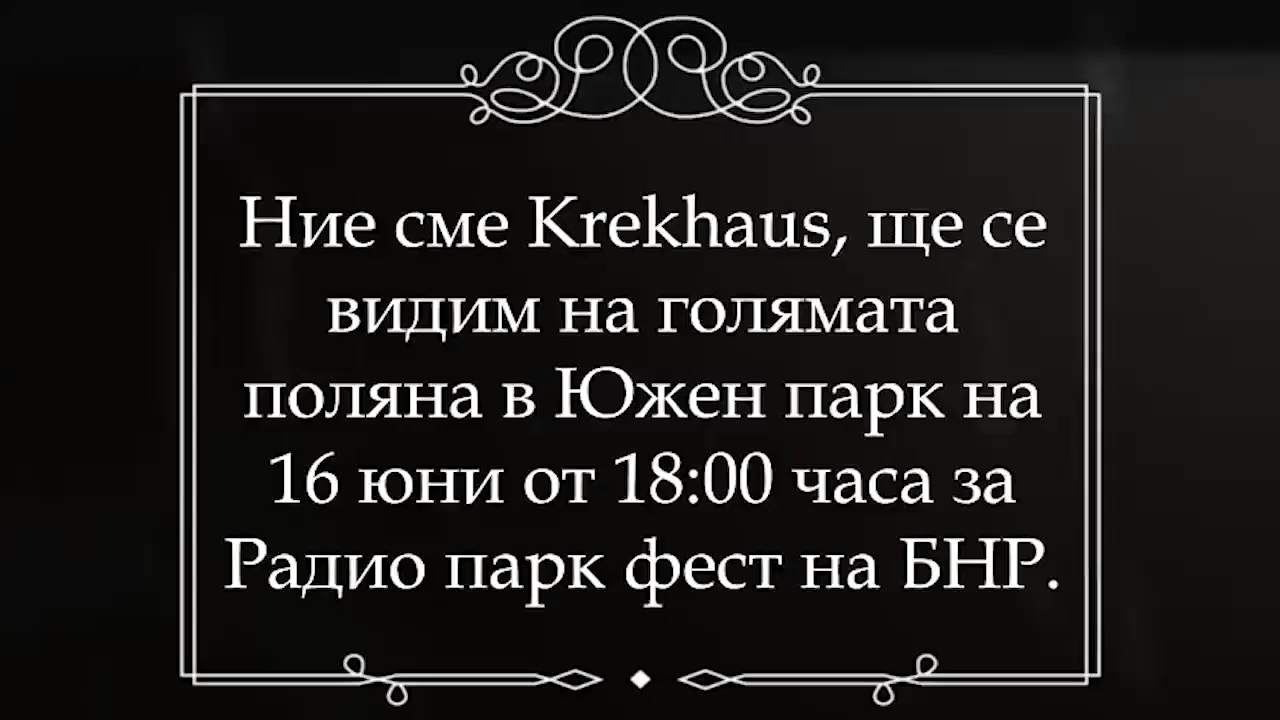 Ние сме Krekhaus, ще се
видим на голямата
поляна в Южен парк на
16 юни от 18:00 часа за
Радио парк фест на БНР.